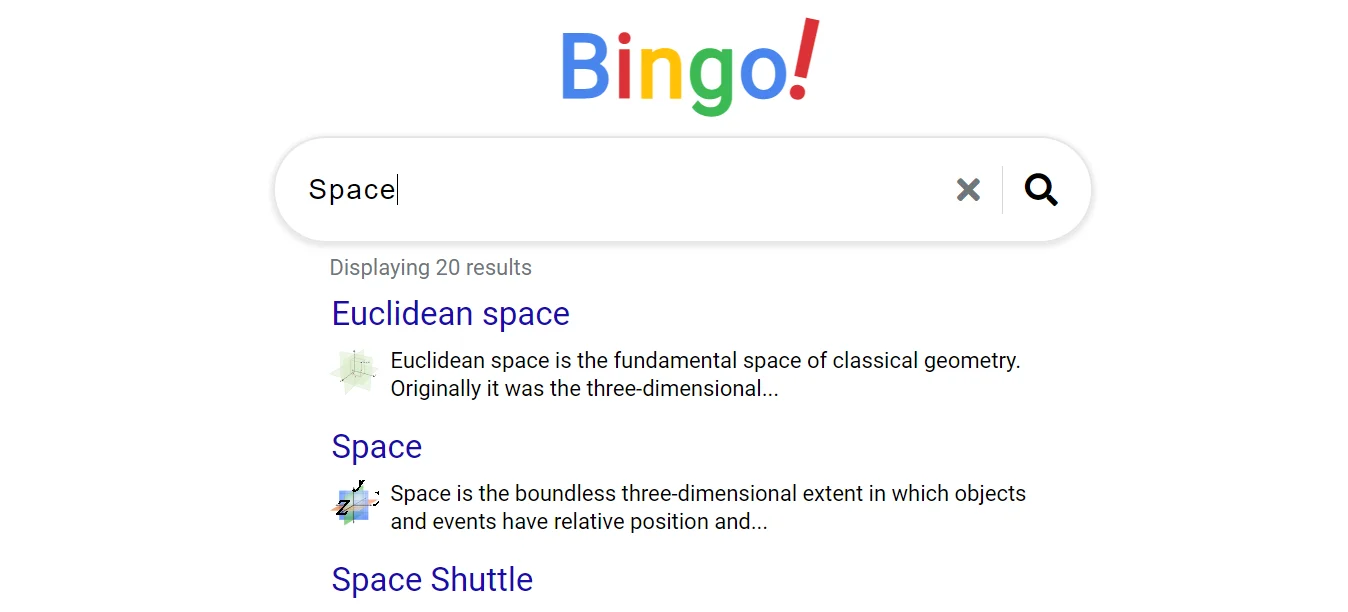 Bingo!
Space
Displaying 20 results
Euclidean space
Euclidean space is the fundamental space of classical geometry.
Originally it was the three-dimensional...
Space
Space is the boundless three-dimensional extent in which objects
and events have relative position and...
Space Shuttle